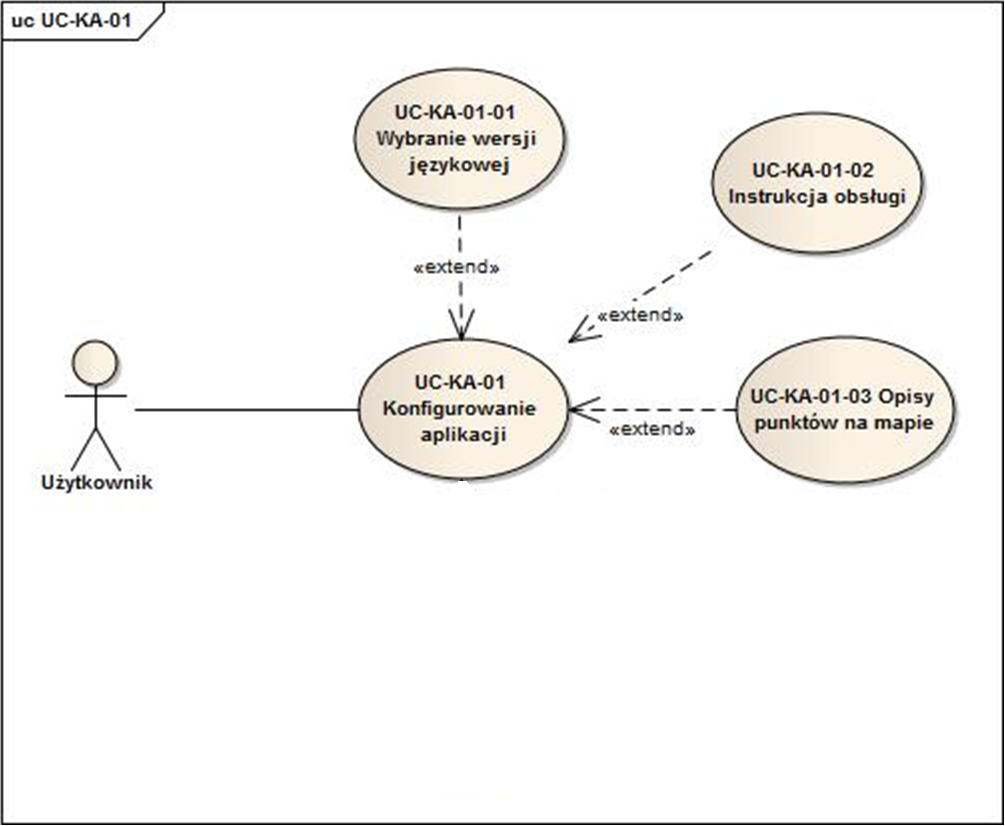 uc UC-KA-01
UC-KA-01-01
Wybranie wersji
językowej
UC-KA-01-02
Instrukcja obsługi
«extend»
«extend»
UC-KA-01
Konfigurowanie
aplikacji
UC-KA-01-03 Opisy
punktów na mapie
«extend»
Użytkownik